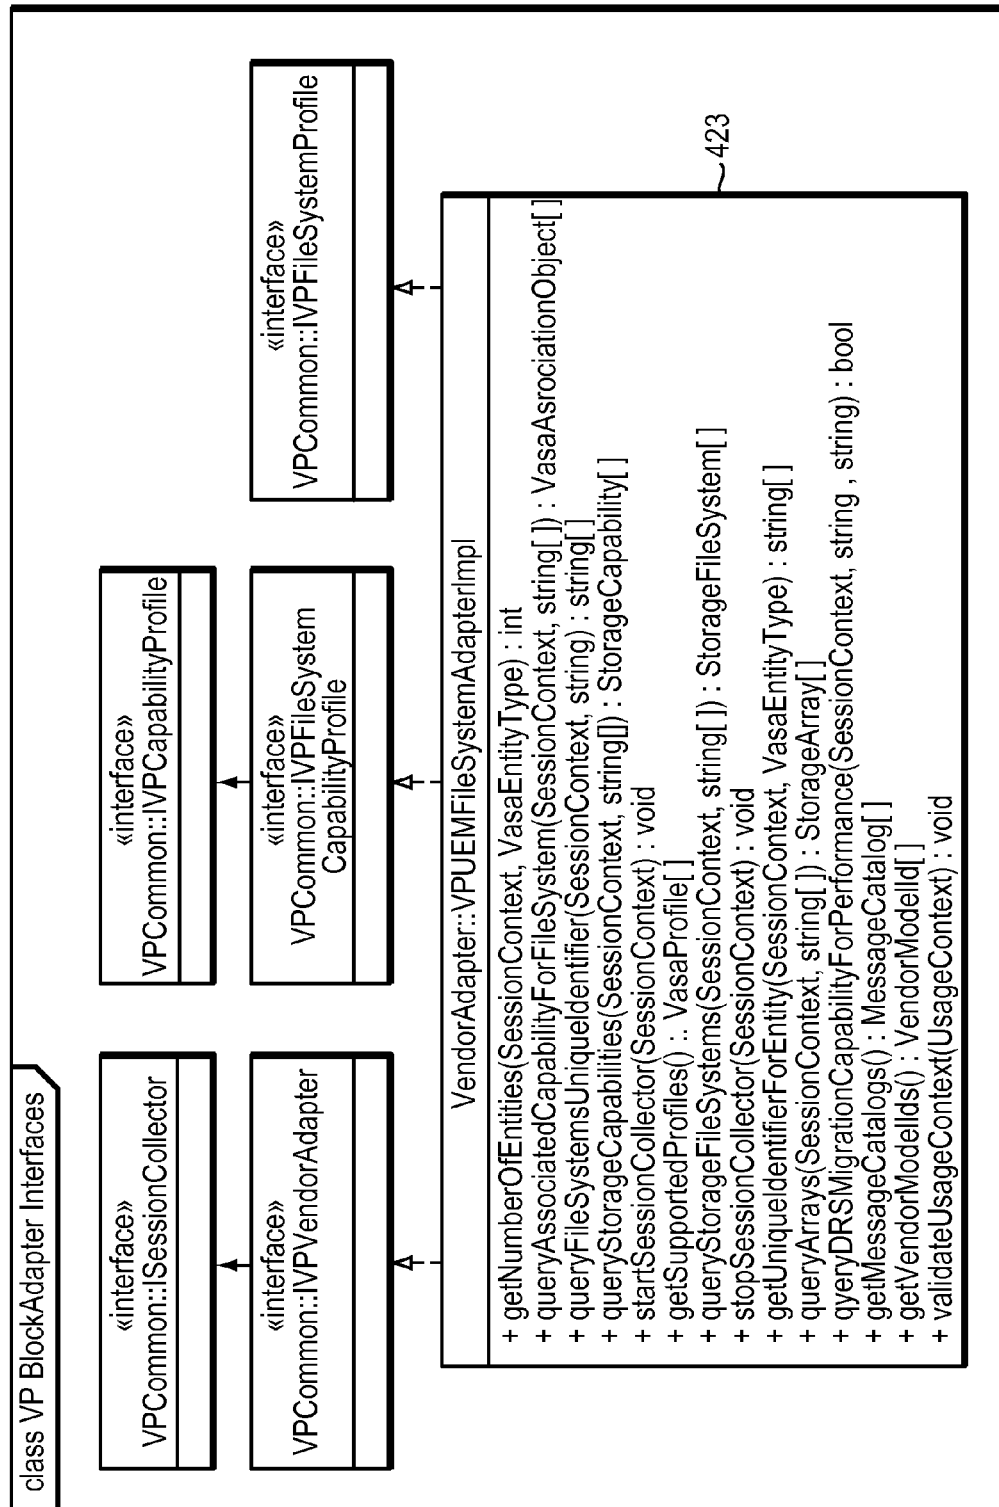 class VP BlockAdapter Interfaces
«interface»
VPCommon::ISessionCollector
«interface»
VPCommon::IVPCapabilityProfile
«interface»
VPCommon::IVPVendorAdapter
«interface»
VPCommon::IVPFileSystem
CapabilityProfile
«interface»
VPCommon::IVPFileSystemProfile
VendorAdapter::VPUEMFileSystemAdapterImpl
+ getNumberOfEntities(SessionContext, VasaEntityType) : int
+ queryAssociatedCapabilityForFileSystem(SessionContext, string[ ]) : VasaAsrociationObject[ ]
+ queryFileSystemsUniqueIdentifier(SessionContext, string) : string[ ]
+ queryStorageCapabilities(SessionContext, string[]) : StorageCapability[ ]
+ startSessionCollector(SessionContext) : void
+ getSupportedProfiles() : . VasaProfile[ ]
+ queryStorageFileSystems(SessionContext, string[ ]) : StorageFileSystem[ ]
+ stopSessionCollector(SessionContext) : void
+ getUniqueIdentifierForEntity(SessionContext, VasaEntityType) : string[ ]
+ queryArrays(SessionContext, string[ ]) : StorageArray[ ]
+ qyeryDRSMigrationCapabilityForPerformance(SessionContext, string , string) : bool
+ getMessageCatalogs() : MessageCatalog[ ]
+ getVendorModelIds() : VendorModelId[ ]
+ validateUsageContext(UsageContext) : void
423